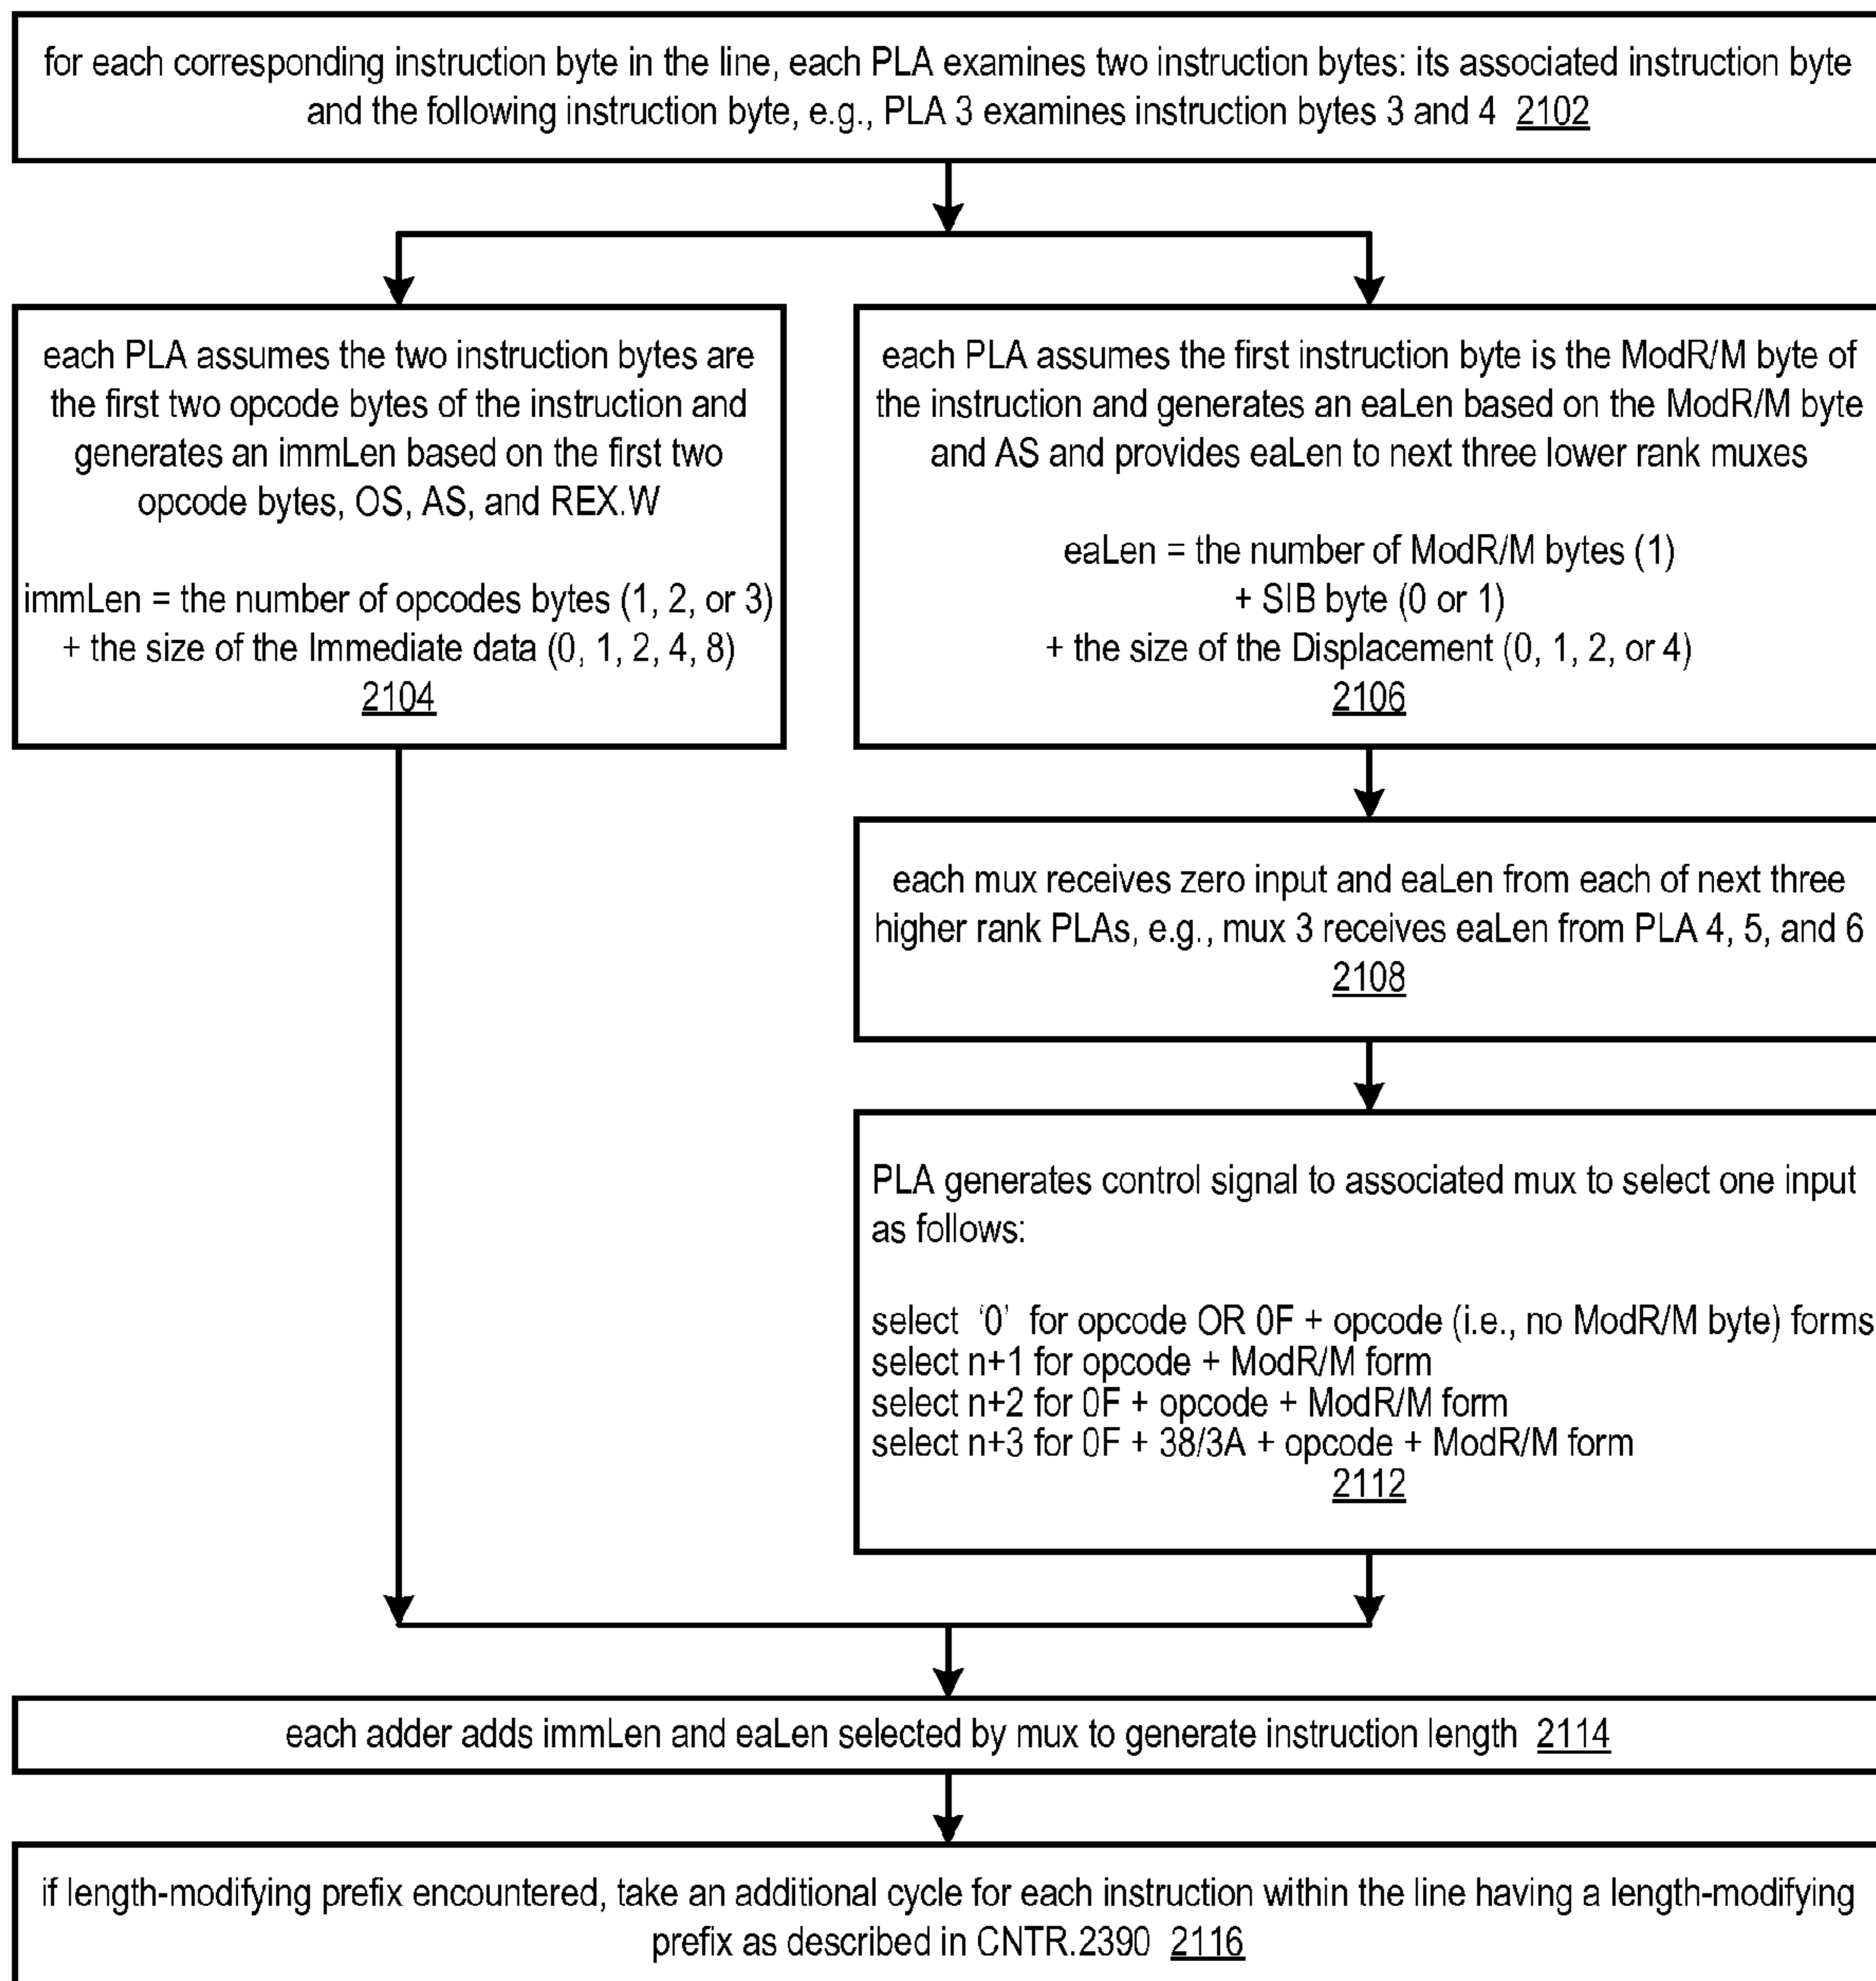 for each corresponding instruction byte in the line, each PLA examines two instruction bytes: its associated instruction byte
and the following instruction byte, e.g., PLA 3 examines instruction bytes 3 and 4 2102
each PLA assumes the two instruction bytes are
the first two opcode bytes of the instruction and
generates an immLen based on the first two
opcode bytes, OS, AS, and REX.W
immLen = the number of opcodes bytes (1, 2, or 3)
+ the size of the Immediate data (0, 1, 2, 4, 8)
2104
each PLA assumes the first instruction byte is the ModR/M byte of
the instruction and generates an eaLen based on the ModR/M byte
and AS and provides eaLen to next three lower rank muxes
eaLen = the number of ModR/M bytes (1)
+ SIB byte (0 or 1)
+ the size of the Displacement (0, 1, 2, or 4)
2106
each mux receives zero input and eaLen from each of next three
higher rank PLAs, e.g., mux 3 receives eaLen from PLA 4, 5, and 6
2108
PLA generates control signal to associated mux to select one input
as follows:
select '0' for opcode OR 0F + opcode (i.e., no ModR/M byte) forms
select n+1 for opcode + ModR/M form
select n+2 for 0F + opcode + ModR/M form
select n+3 for 0F + 38/3A + opcode + ModR/M form
2112
each adder adds immLen and eaLen selected by mux to generate instruction length 2114
if length-modifying prefix encountered, take an additional cycle for each instruction within the line having a length-modifying
prefix as described in CNTR.2390 2116